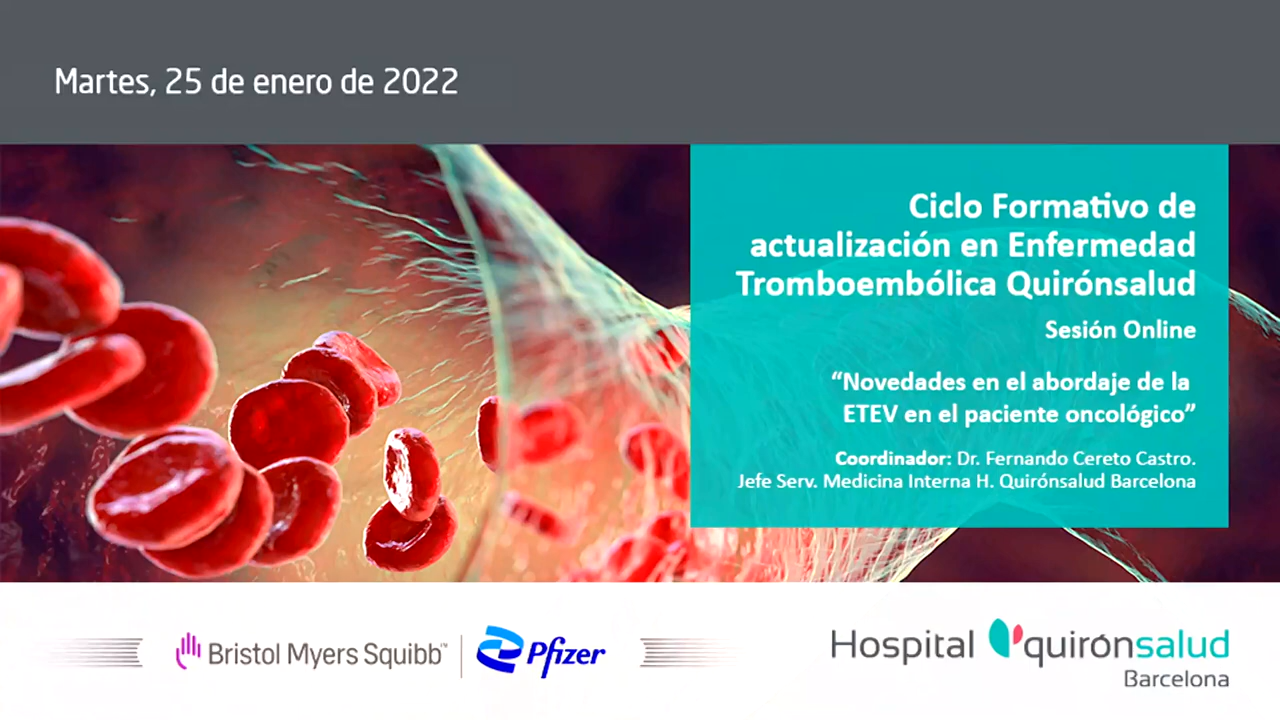 Martes, 25 de enero de 2022
Ciclo Formativo de
actualización en Enfermedad
Tromboembólica Quirónsalud
Sesión Online
“Novedades en el abordaje de la
ETEV en el paciente oncológico”
Coordinador: Dr. Fernando Cereto Castro.
Jefe Serv. Medicina Interna H. Quirónsalud Barcelona
Bristol Myers Squibb™
Pfizer
Hospital quirónsalud
Barcelona